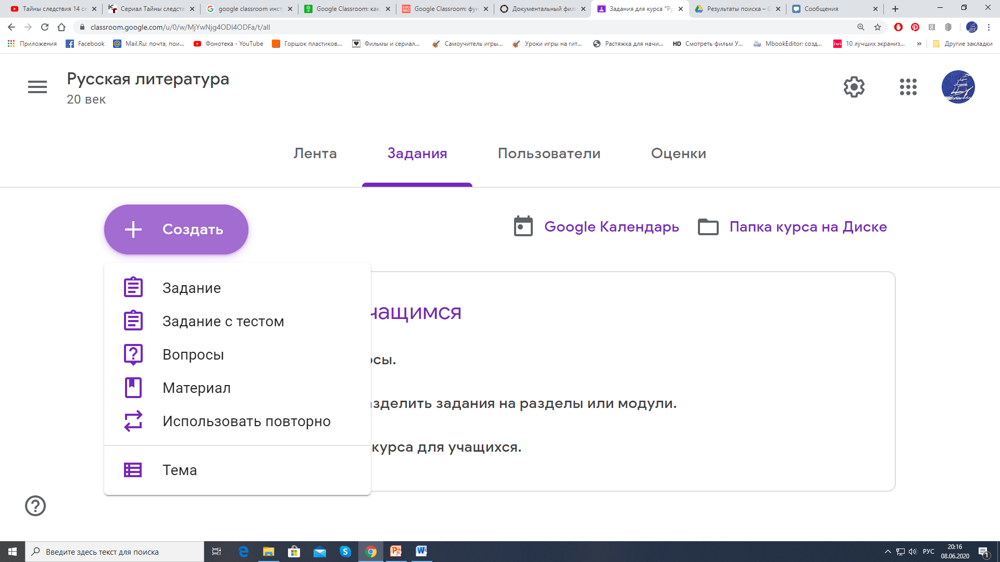 Тайны следствия 14 се
Сериал Тайны следств
google classroom инст
Google Classroom: как
Google Classroom: фун
Документальный филь
Задания для курса "Ру
Результаты поиска – G
Сообщения
classroom.google.com/u/0/w/MjYwNjg4ODI4ODFa/t/all
Приложения
Facebook
Mail.Ru: почта, пои...
Фонотека - YouTube
Горшок пластиков...
Фильмы и сериал...
Самоучитель игры...
Уроки игры на гит...
Растяжка для начи...
HD Смотреть фильм У...
MbookEditor: созд...
ivi 10 лучших экраниз...
» Другие закладки
Русская литература
20 век
Лента
Задания
Пользователи
Оценки
Создать
Google Календарь
Папка курса на Диске
Задание
Задание с тестом
Вопросы
Материал
Использовать повторно
Тема
чащимся
осы.
азделить задания на разделы или модули.
курса для учащихся.
Введите здесь текст для поиска
РУС
20:16
08.06.2020
1